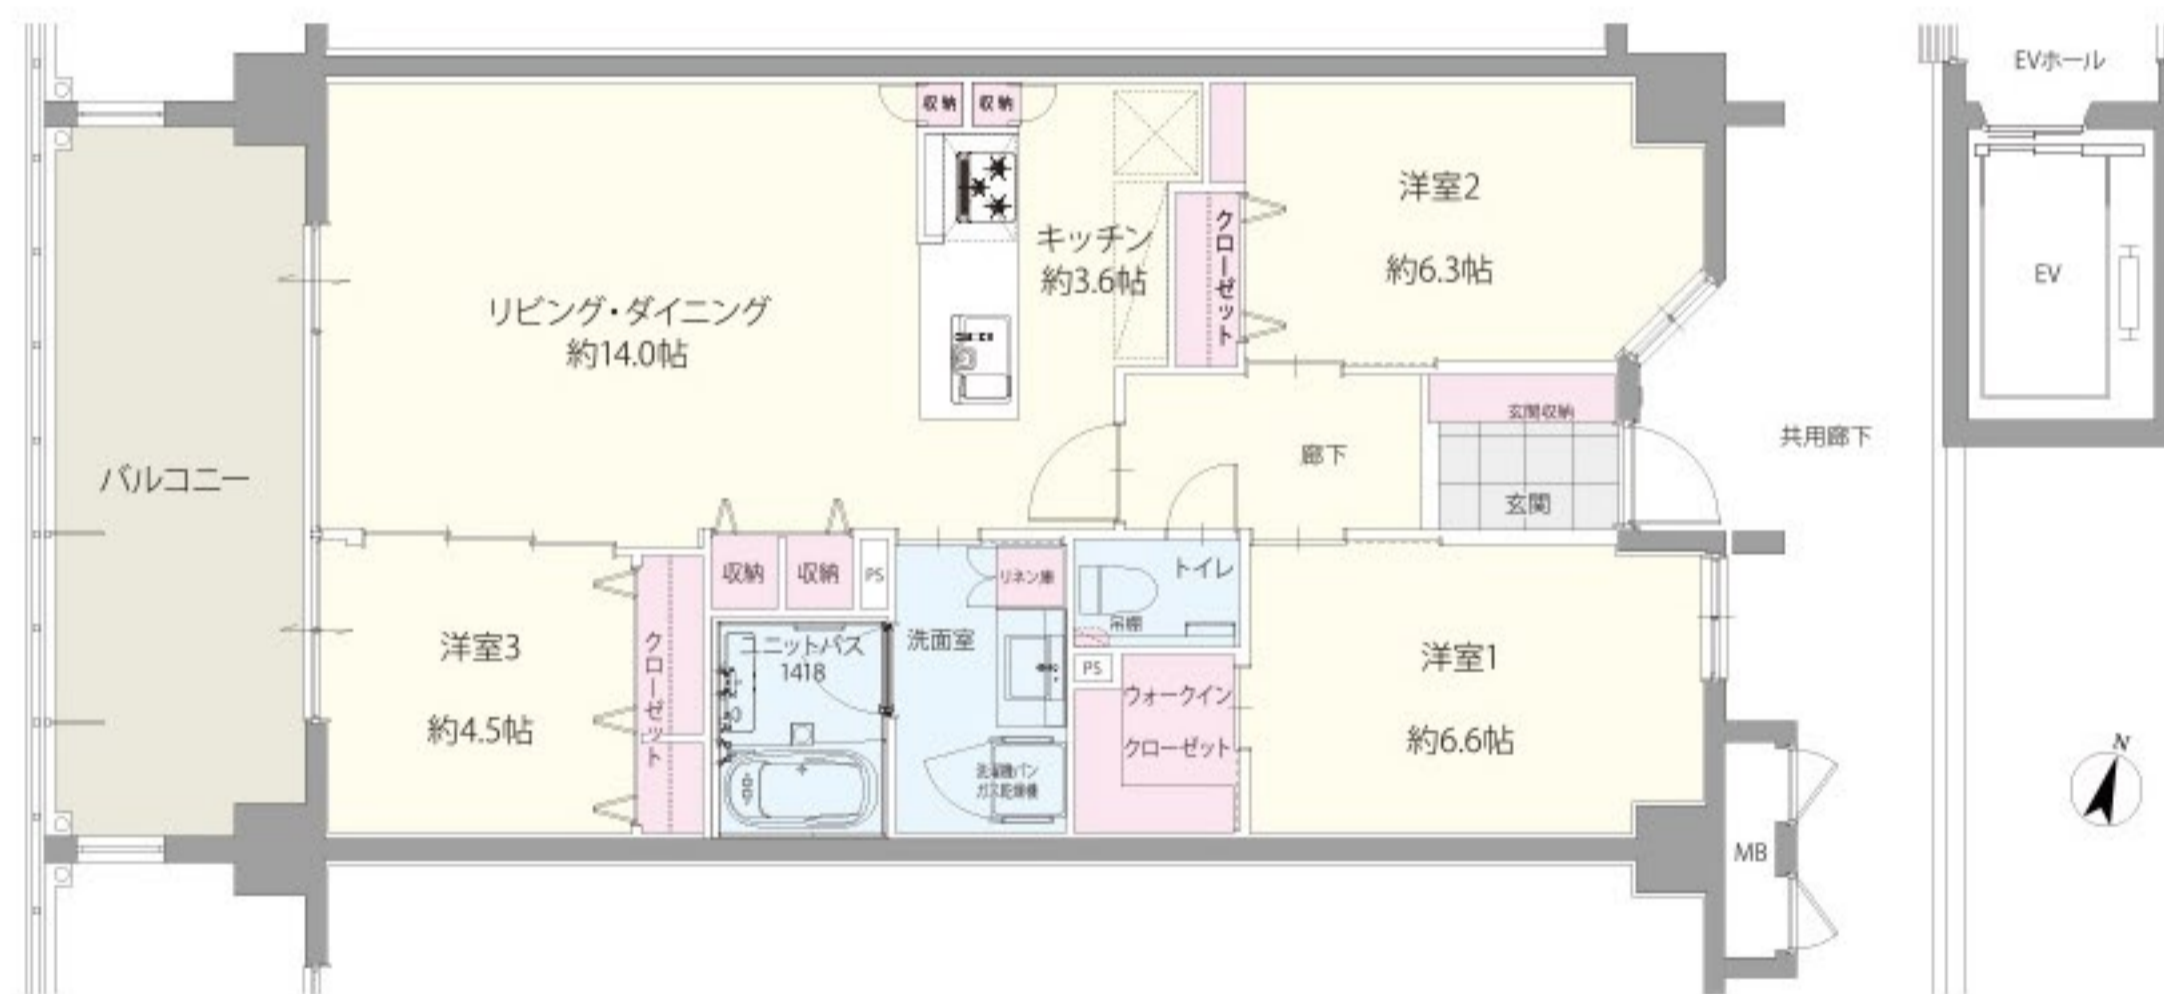 EVホール
収納
収納
洋室2
約6.3帖
クローゼット
キッチン
約3.6帖
EV
リビング・ダイニング
約14.0帖
玄関収納
共用廊下
廊下
バルコニー
玄関
収納
収納
PS
リネン庫
トイレ
吊棚
洋室3
約4.5帖
クローゼット
ユニットバス
1418
洗面室
PS
ウォークイン
クローゼット
洋室1
約6.6帖
洗濯機パン
ガス乾燥機
N
MB